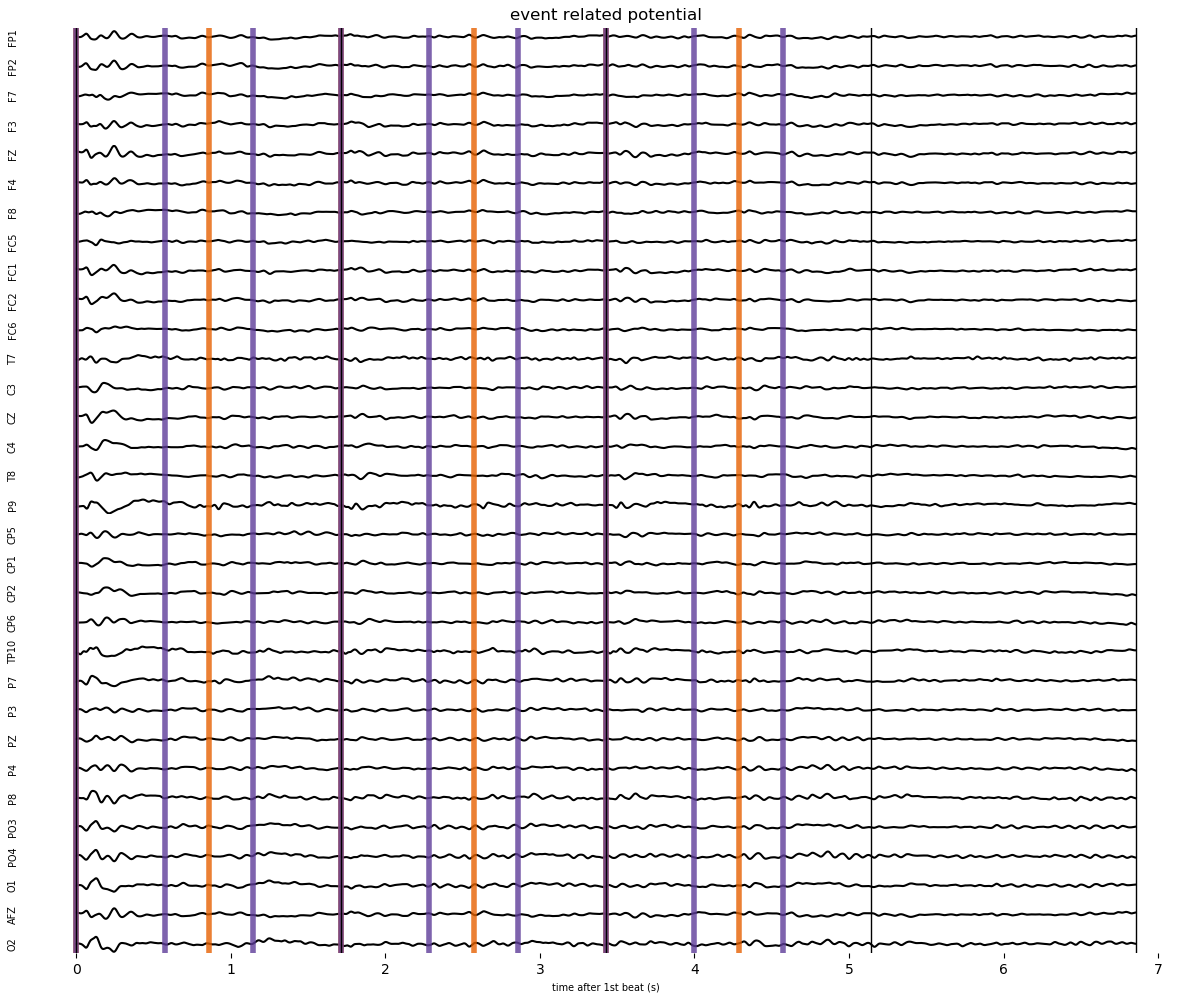 event related potential
FP1
FP2
F7
F3
FZ
F4
F8
FC5
FC1
FC2
FC6
T7
C3
CZ
C4
T8
P9
CP5
CP1
CP2
CP6
TP10
P7
P3
PZ
P4
P8
PO3
PO4
O1
AFZ
O2
0 1 2 3 4 5 6 7
time after 1st beat (s)